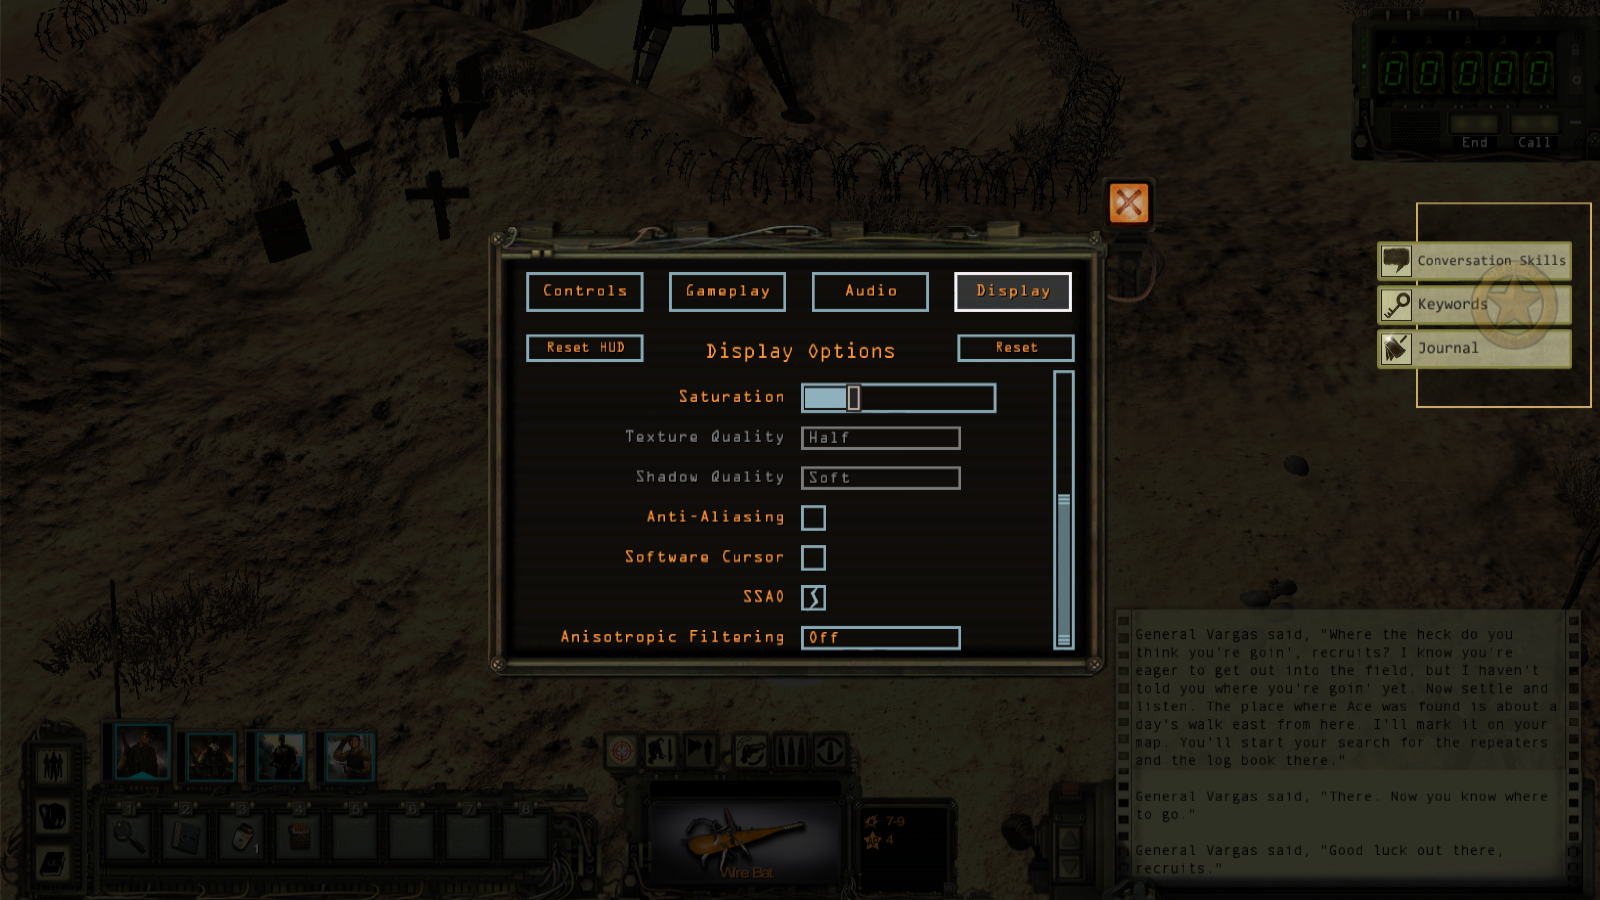 00000
End Call
Conversation Skills
Keywords
Journal
Controls Gameplay Audio Display
Reset HUD Display Options Reset
Saturation
Texture Quality Half
Shadow Quality Soft
Anti-Aliasing
Software Cursor
SSAO
Anisotropic Filtering Off
General Vargas said, "Where the heck do you
think you're goin', recruits? I know you're
eager to get out into the field, but I haven't
told you where you're goin' yet. Now settle and
listen. The place where Ace was found is about a
day's walk east from here. I'll mark it on your
map. You'll start your search for the repeaters
and the log book there."
General Vargas said, "There. Now you know where
to go."
General Vargas said, "Good luck out there,
recruits."
1 2 3 4 5 6 7 8
1
Wire Bat
7-9
4